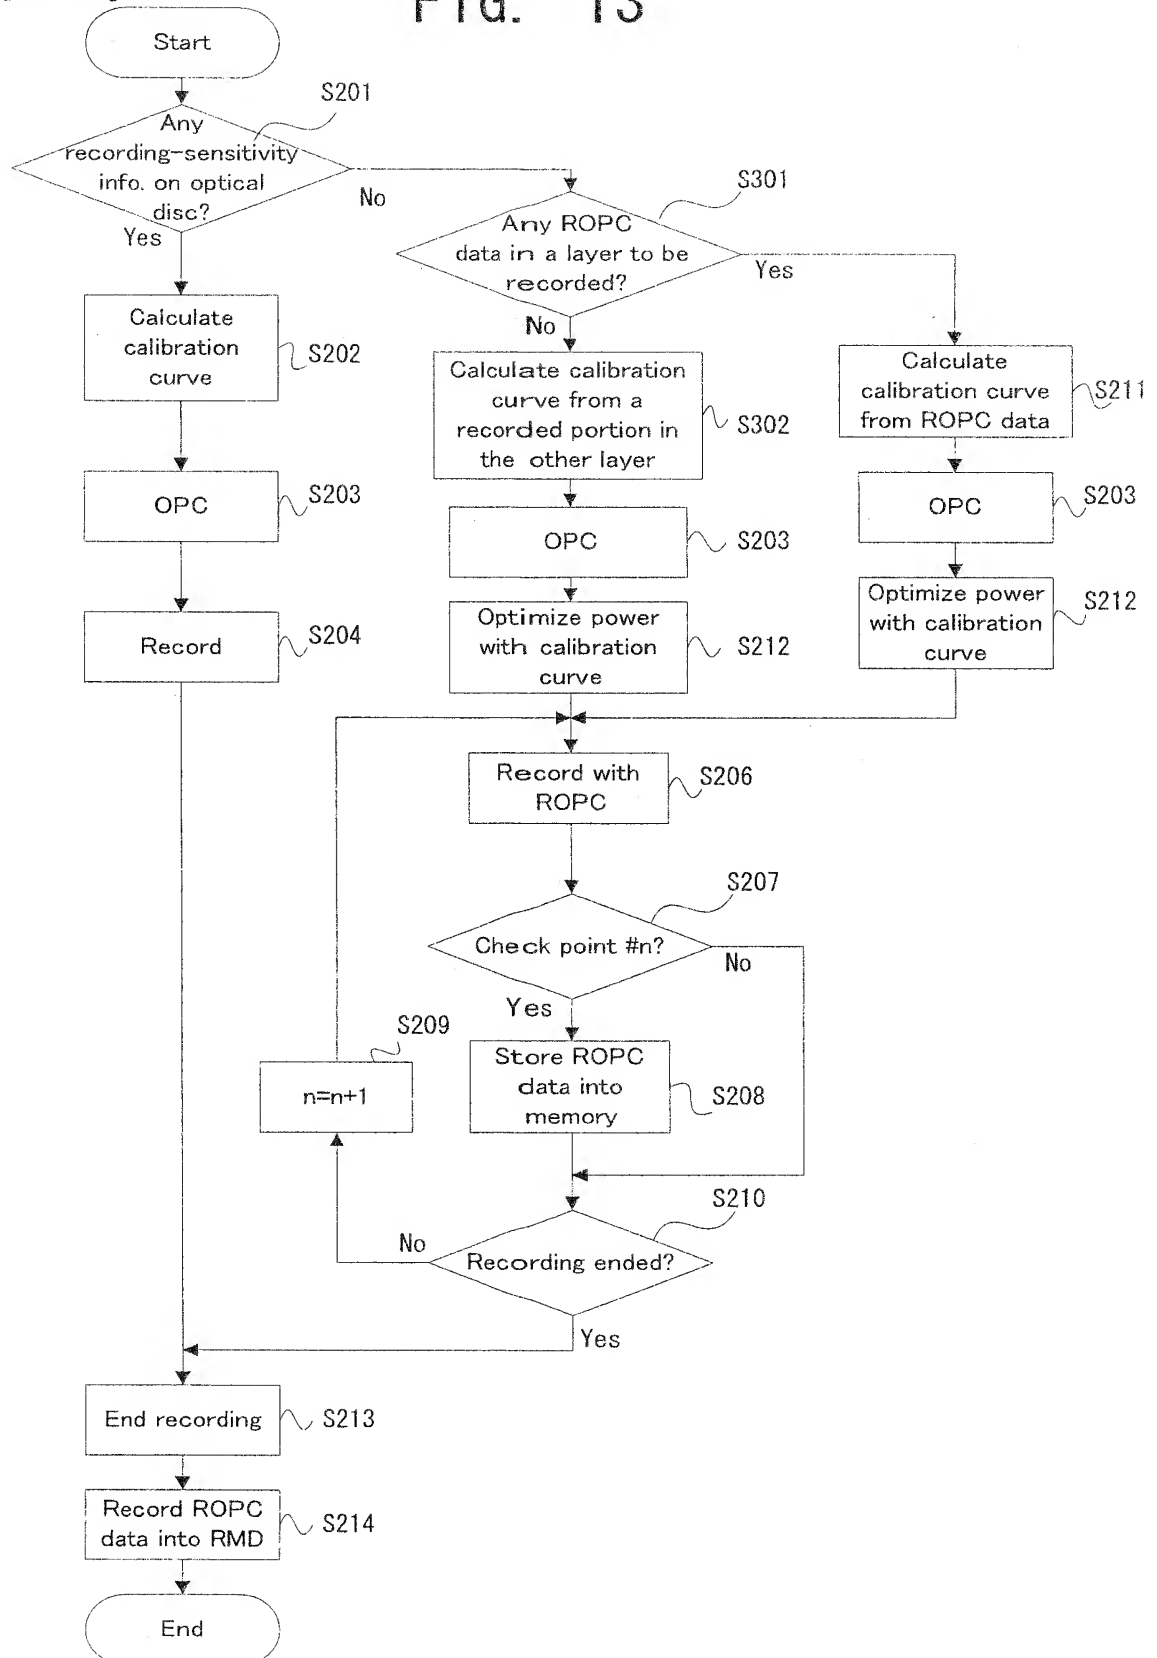 FIG. 13
Start
S201
Any
recording-sensitivity
info. on optical
disc?
No
Yes
S301
Any ROPC
data in a layer to be
recorded?
Yes
No
Calculate
calibration
curve
S202
Calculate calibration
curve from a
recorded portion in
the other layer
S302
Calculate
calibration curve
from ROPC data
S211
OPC
S203
OPC
S203
OPC
S203
Record
S204
Optimize power
with calibration
curve
S212
Optimize power
with calibration
curve
S212
Record with
ROPC
S206
S207
Check point #n?
No
Yes
S209
n=n+1
Store ROPC
data into
memory
S208
S210
No
Recording ended?
Yes
End recording
S213
Record ROPC
data into RMD
S214
End